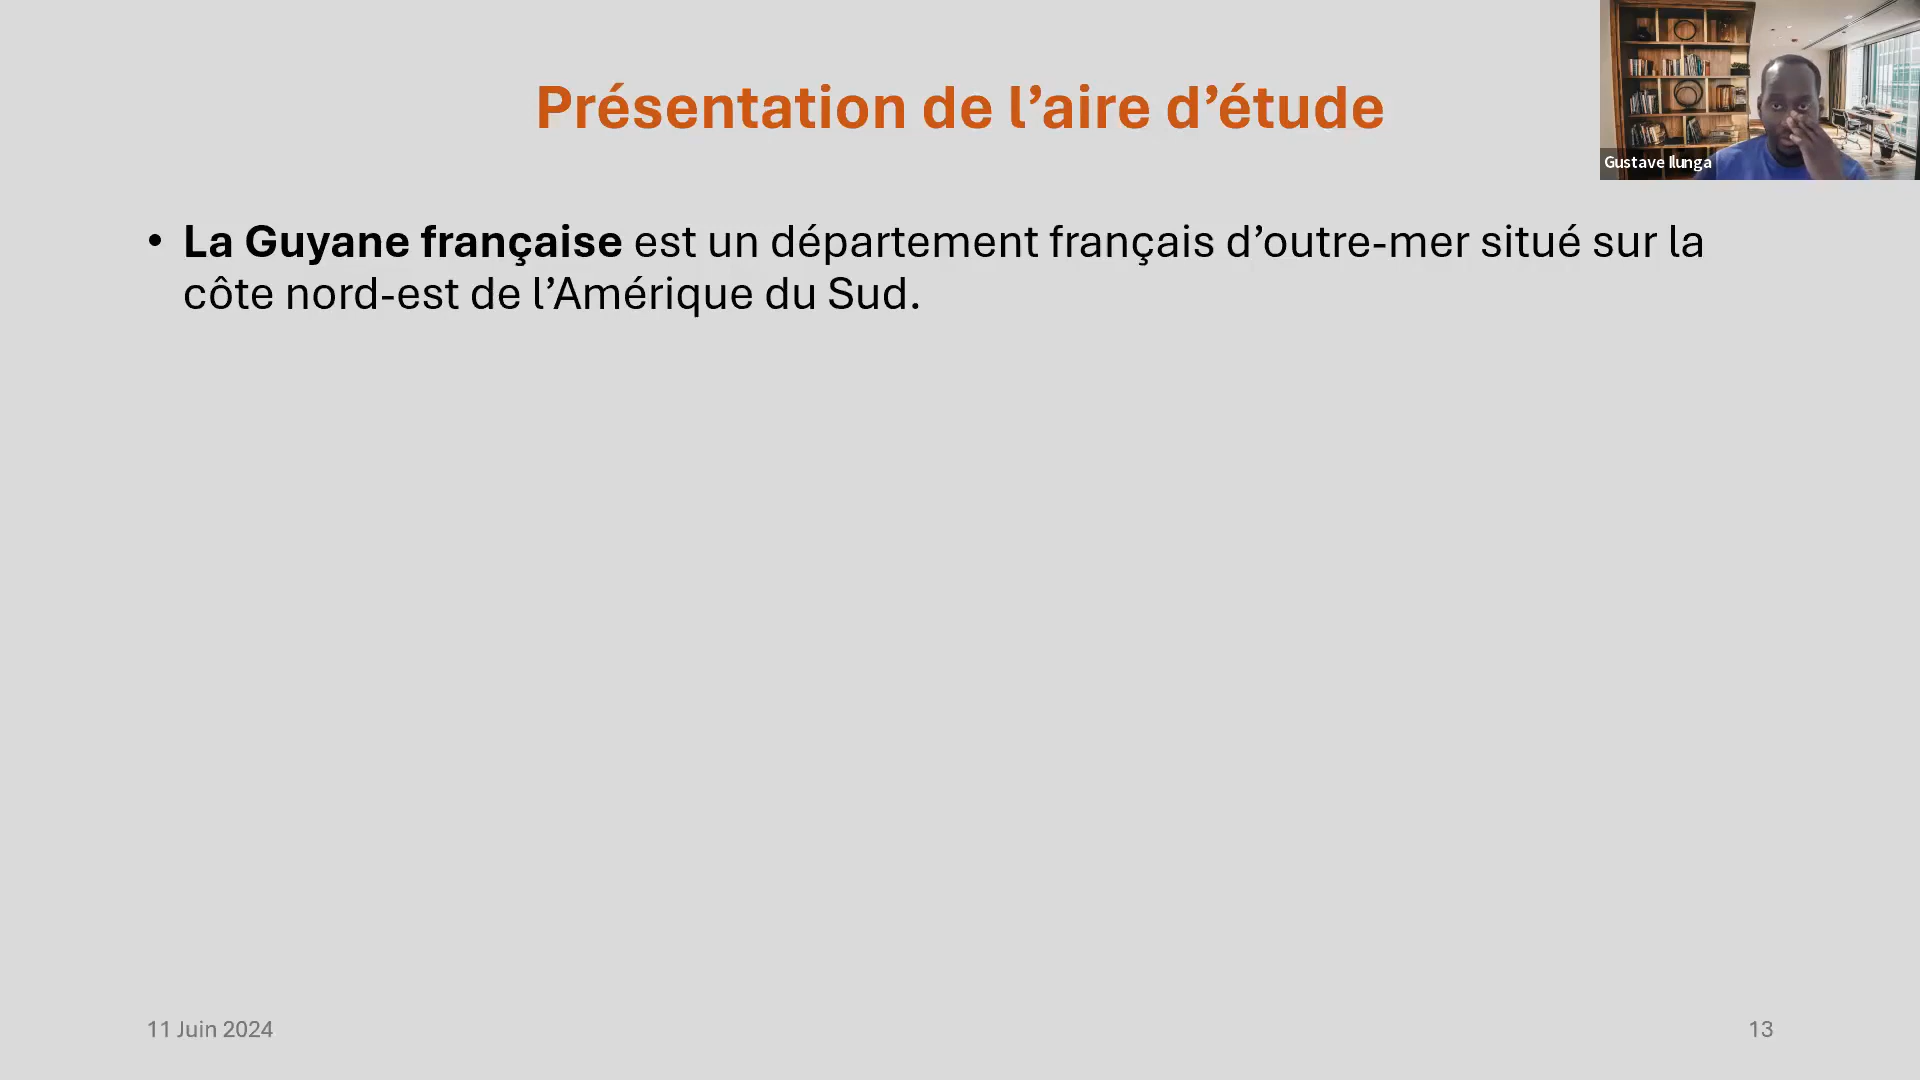 Présentation de l’aire d’étude
Gustave Ilunga
• La Guyane française est un département français d’outre-mer situé sur la
côte nord-est de l’Amérique du Sud.
11 Juin 2024
13